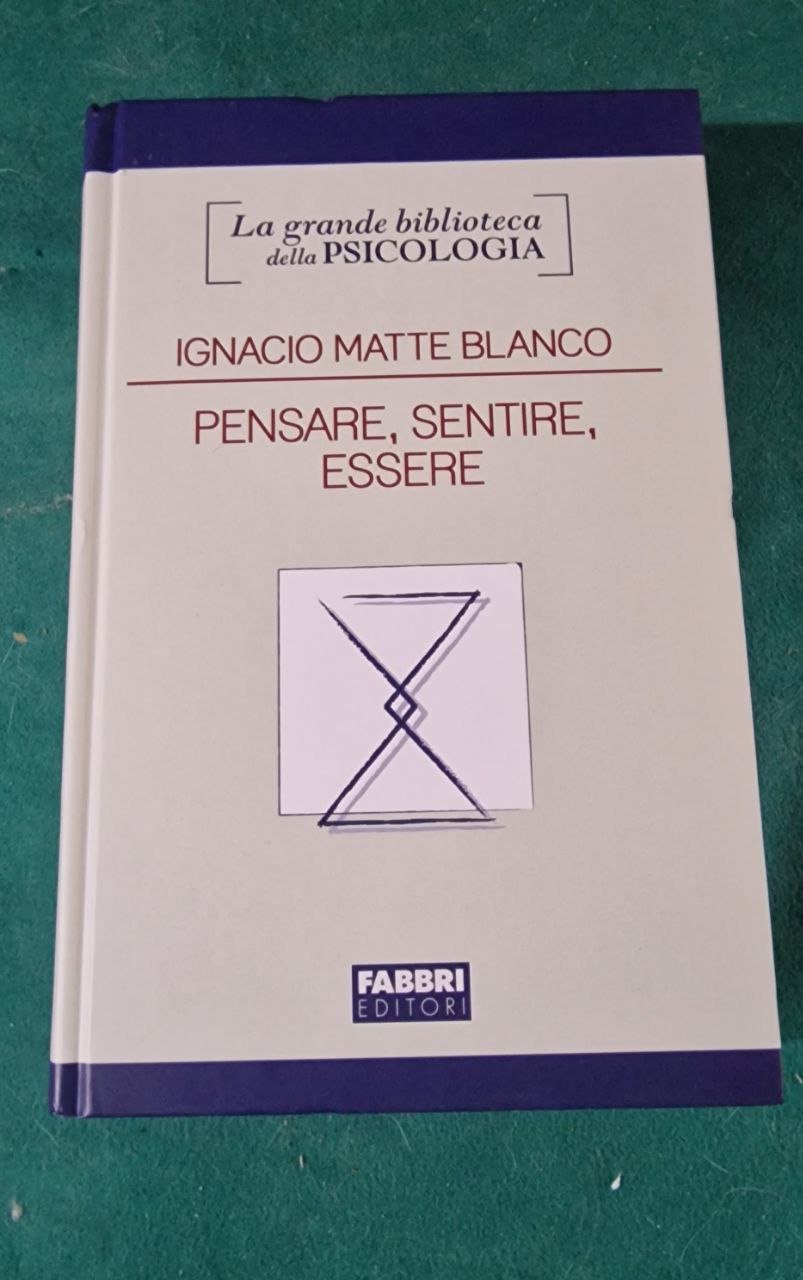 La grande biblioteca
della PSICOLOGIA
IGNACIO MATTE BLANCO
PENSARE, SENTIRE,
ESSERE
FABBRI
EDITORI